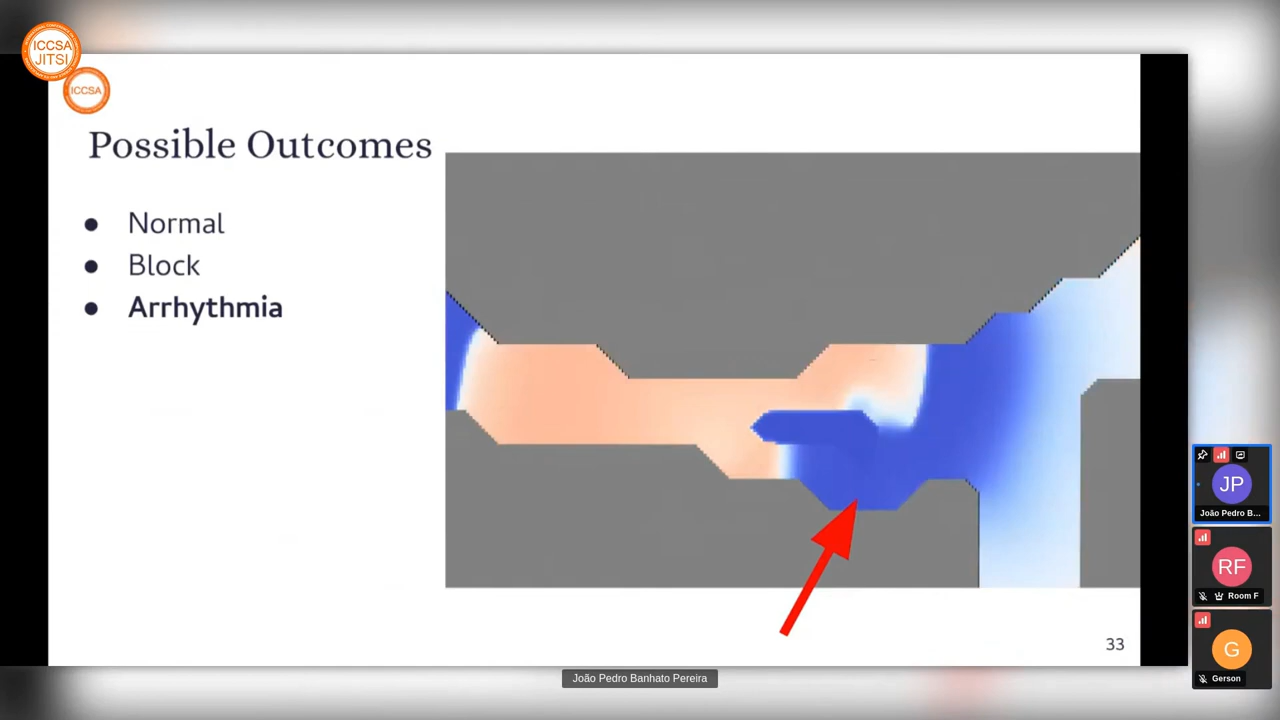 ICCSA
JITSI
ICCSA
Possible Outcomes
● Normal
● Block
● Arrhythmia
33
JP
João Pedro B...
RF
Room F
G
Gerson
João Pedro Banhato Pereira